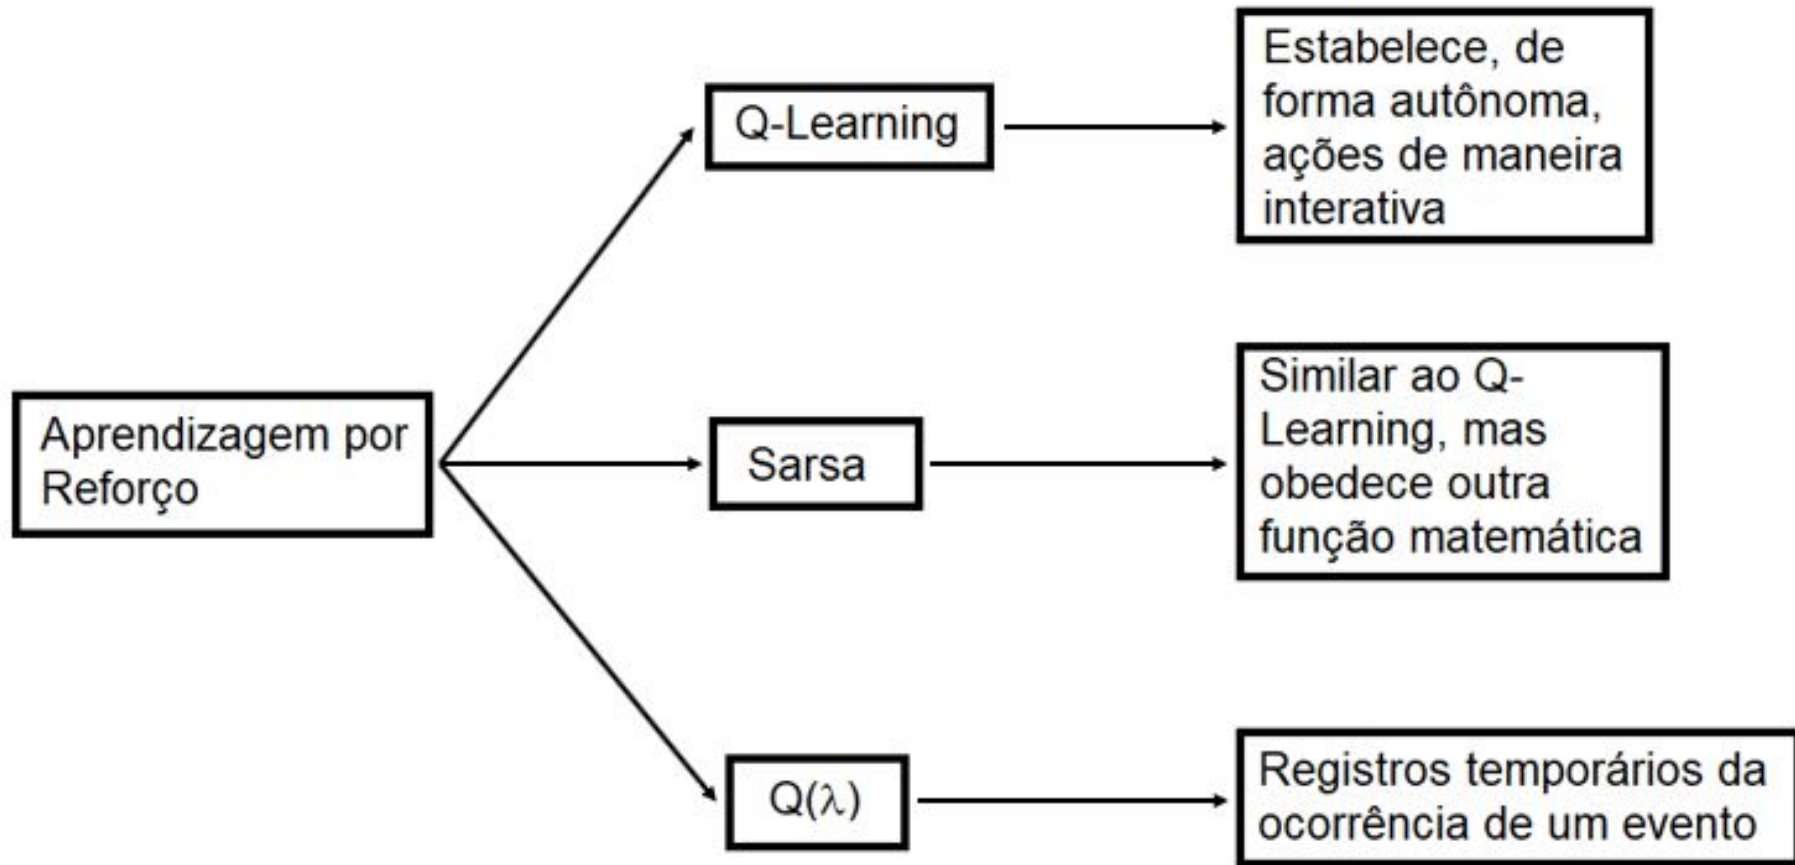 Aprendizagem por
Reforço
Q-Learning
Estabelece, de
forma autônoma,
ações de maneira
interativa
Sarsa
Similar ao Q-
Learning, mas
obedece outra
função matemática
Q(λ)
Registros temporários da
ocorrência de um evento